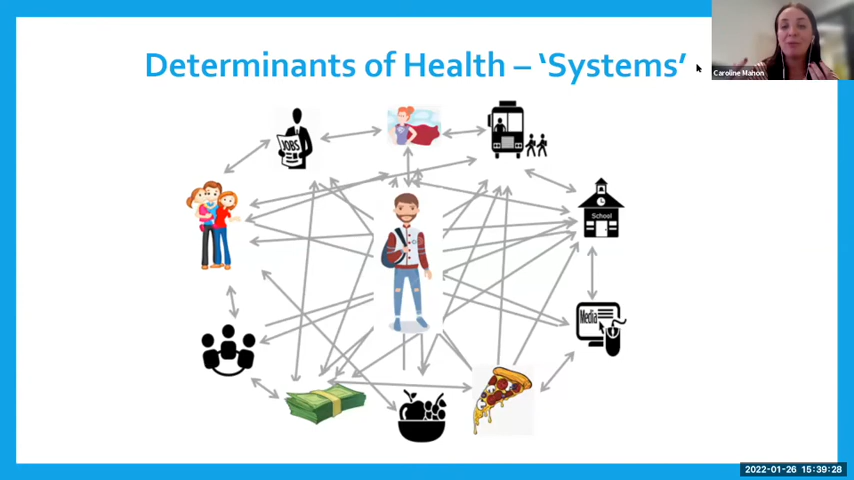 Determinants of Health – ‘Systems’
Caroline Mahon
JOBS
School
Media
2022-01-26 15:39:28